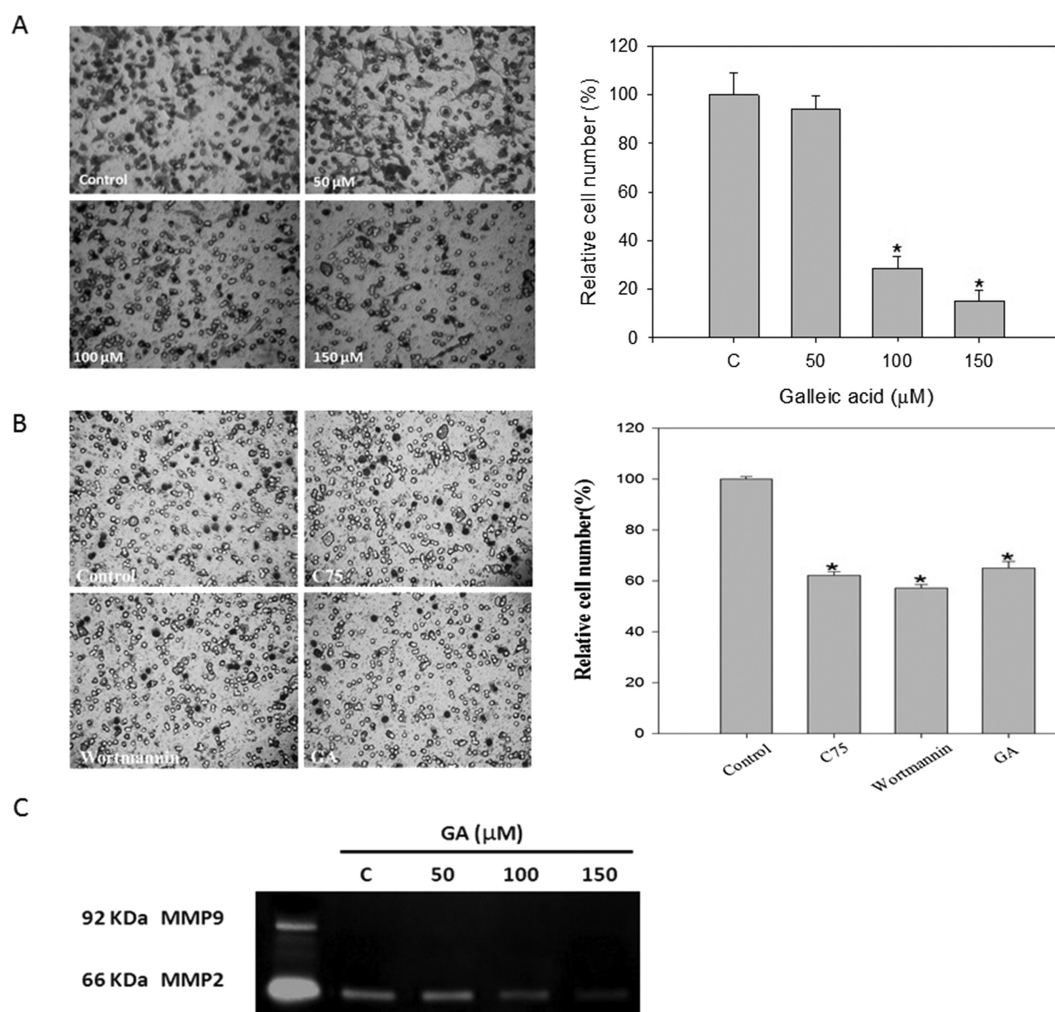 A
Control
50 μM
100 μM
150 μM
Relative cell number (%)
120
100
80
60
40
20
0
C 50 100 150
Galleic acid (μM)
* *
B
Control
C75
Wortmannin
GA
Relative cell number(%)
120
100
80
60
40
20
0
* * *
Control C75 Wortmannin GA
C
GA (μM)
C 50 100 150
92 KDa MMP9
66 KDa MMP2